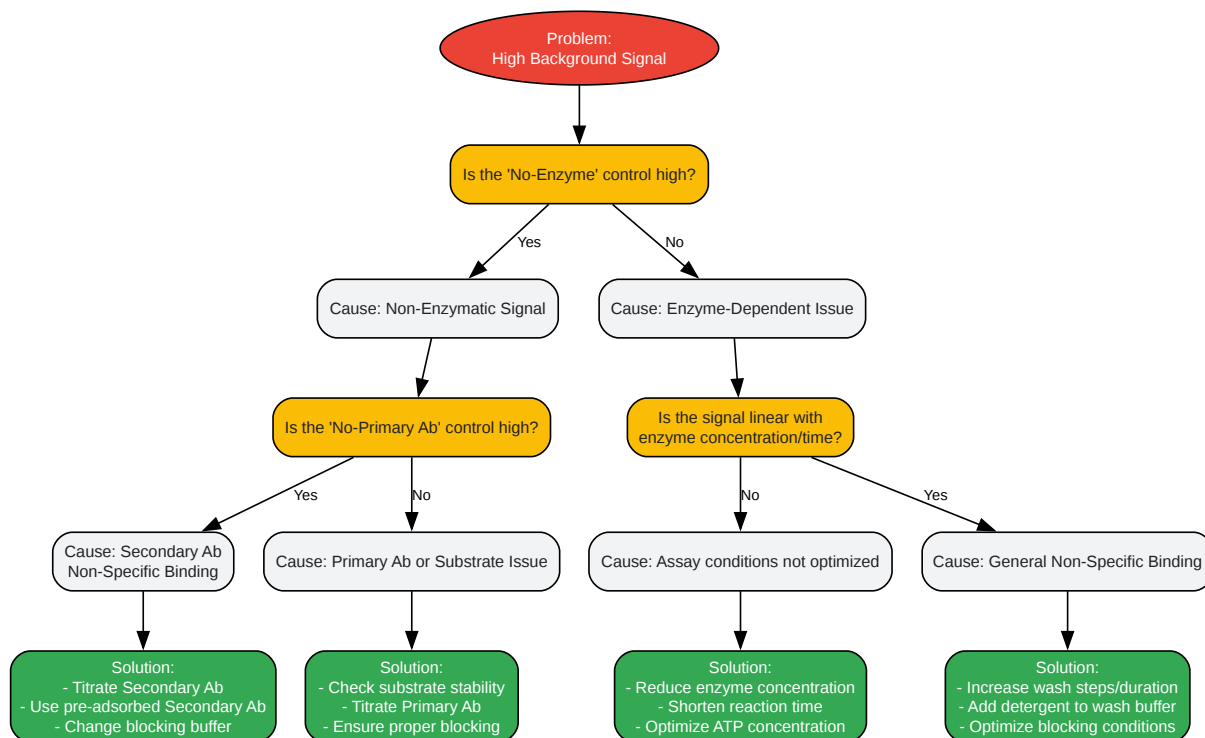 Problem:
High Background Signal
Is the 'No-Enzyme' control high?
Yes
No
Cause: Non-Enzymatic Signal
Cause: Enzyme-Dependent Issue
Is the 'No-Primary Ab' control high?
Is the signal linear with
enzyme concentration/time?
Yes
No
No
Yes
Cause: Secondary Ab
Non-Specific Binding
Cause: Primary Ab or Substrate Issue
Cause: Assay conditions not optimized
Cause: General Non-Specific Binding
Solution:
- Titrate Secondary Ab
- Use pre-adsorbed Secondary Ab
- Change blocking buffer
Solution:
- Check substrate stability
- Titrate Primary Ab
- Ensure proper blocking
Solution:
- Reduce enzyme concentration
- Shorten reaction time
- Optimize ATP concentration
Solution:
- Increase wash steps/duration
- Add detergent to wash buffer
- Optimize blocking conditions